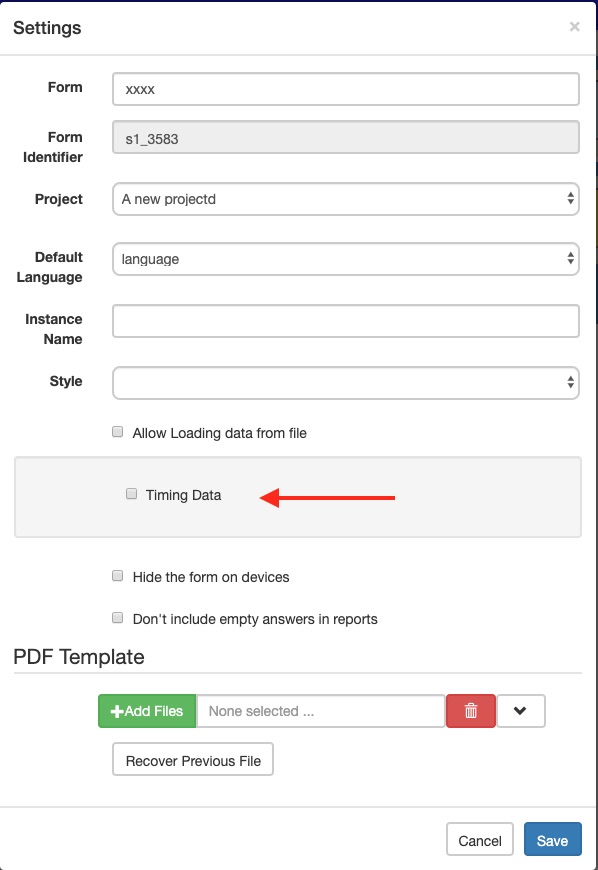 Settings
×
Form
xxxx
Form
Identifier
s1_3583
Project
A new projectd
Default
Language
language
Instance
Name
Style
Allow Loading data from file
Timing Data
Hide the form on devices
Don't include empty answers in reports
PDF Template
+Add Files
None selected ...
Recover Previous File
Cancel
Save